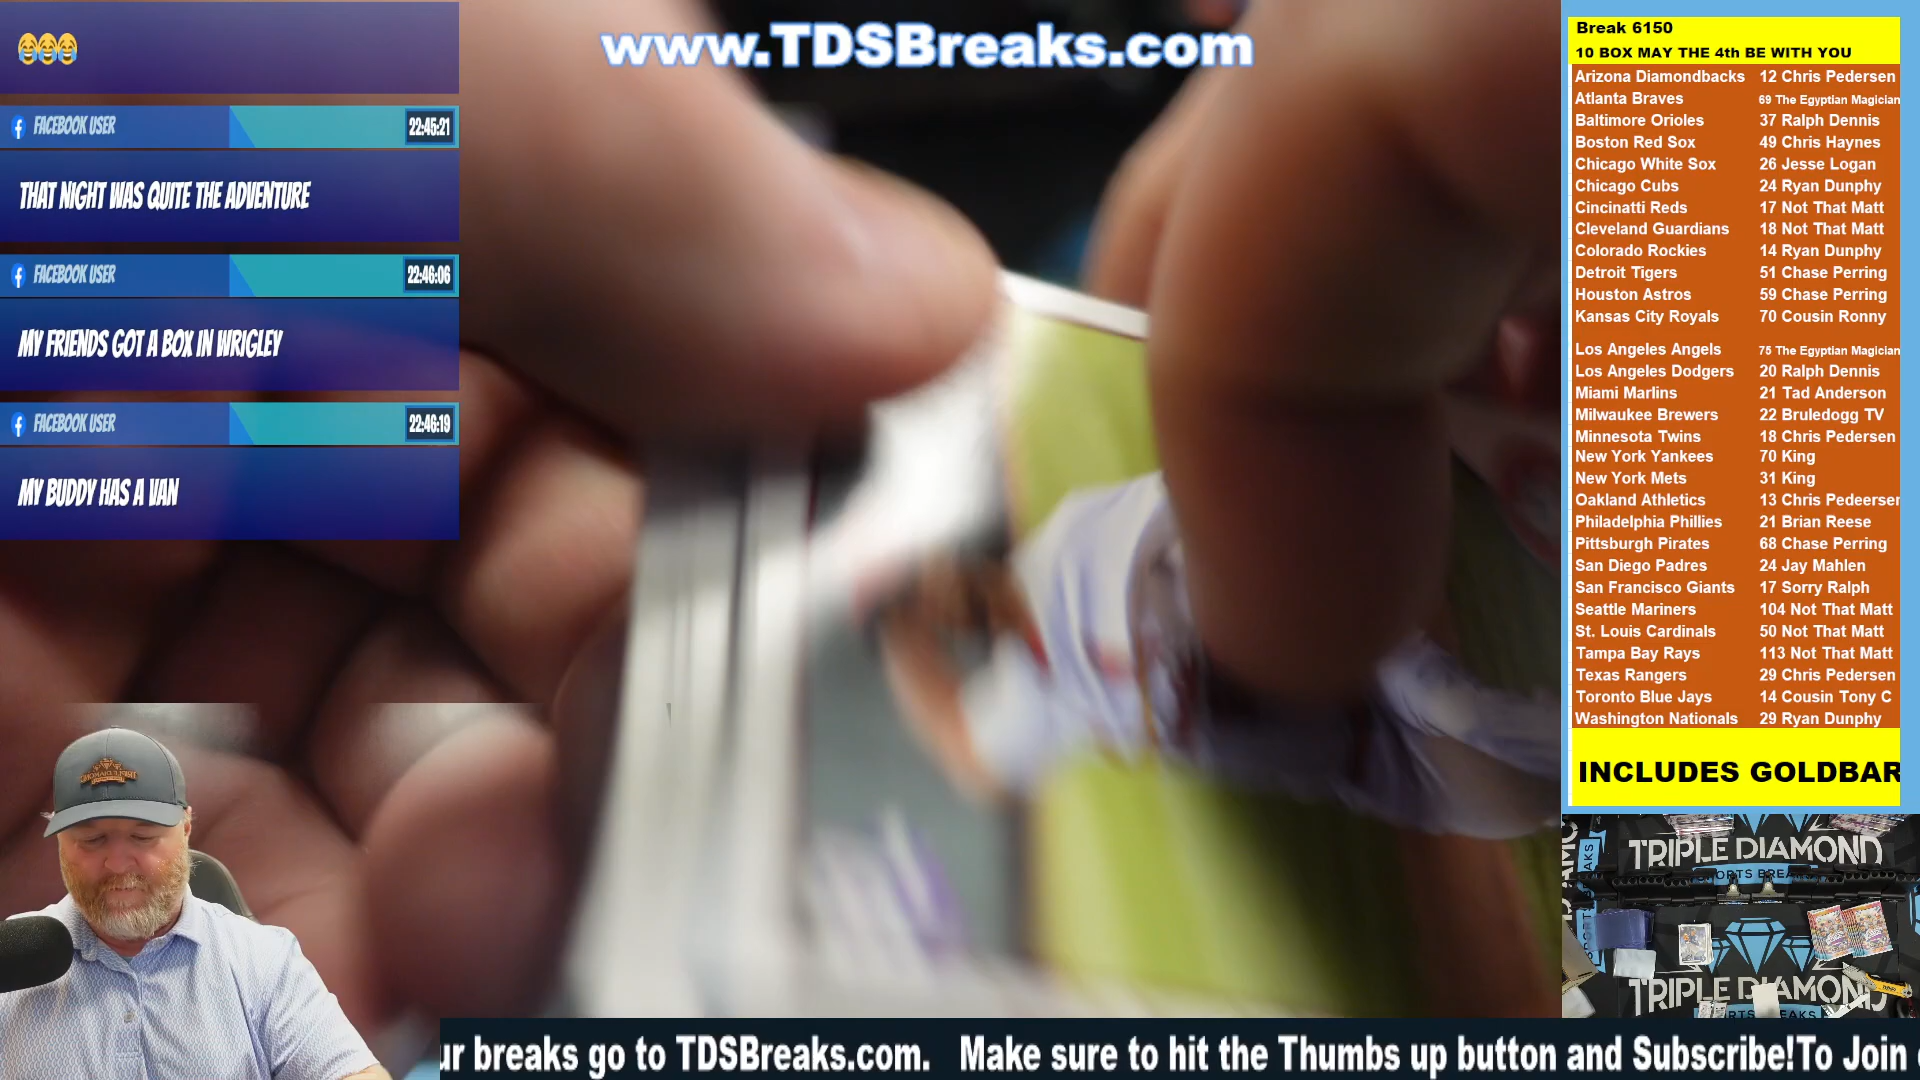 www.TDSBreaks.com
😂😂😂
FACEBOOK USER 22:45:21
THAT NIGHT WAS QUITE THE ADVENTURE
FACEBOOK USER 22:46:06
MY FRIENDS GOT A BOX IN WRIGLEY
FACEBOOK USER 22:46:19
MY BUDDY HAS A VAN
Break 6150
10 BOX MAY THE 4th BE WITH YOU
Arizona Diamondbacks 12 Chris Pedersen
Atlanta Braves 69 The Egyptian Magician
Baltimore Orioles 37 Ralph Dennis
Boston Red Sox 49 Chris Haynes
Chicago White Sox 26 Jesse Logan
Chicago Cubs 24 Ryan Dunphy
Cincinatti Reds 17 Not That Matt
Cleveland Guardians 18 Not That Matt
Colorado Rockies 14 Ryan Dunphy
Detroit Tigers 51 Chase Perring
Houston Astros 59 Chase Perring
Kansas City Royals 70 Cousin Ronny
Los Angeles Angels 75 The Egyptian Magician
Los Angeles Dodgers 20 Ralph Dennis
Miami Marlins 21 Tad Anderson
Milwaukee Brewers 22 Bruledogg TV
Minnesota Twins 18 Chris Pedersen
New York Yankees 70 King
New York Mets 31 King
Oakland Athletics 13 Chris Pedeerser
Philadelphia Phillies 21 Brian Reese
Pittsburgh Pirates 68 Chase Perring
San Diego Padres 24 Jay Mahlen
San Francisco Giants 17 Sorry Ralph
Seattle Mariners 104 Not That Matt
St. Louis Cardinals 50 Not That Matt
Tampa Bay Rays 113 Not That Matt
Texas Rangers 29 Chris Pedersen
Toronto Blue Jays 14 Cousin Tony C
Washington Nationals 29 Ryan Dunphy
INCLUDES GOLDBAR
TRIPLE DIAMOND
SPORTS BREAKS
TRIPLE DIAMOND
ur breaks go to TDSBreaks.com. Make sure to hit the Thumbs up button and Subscribe!To Join